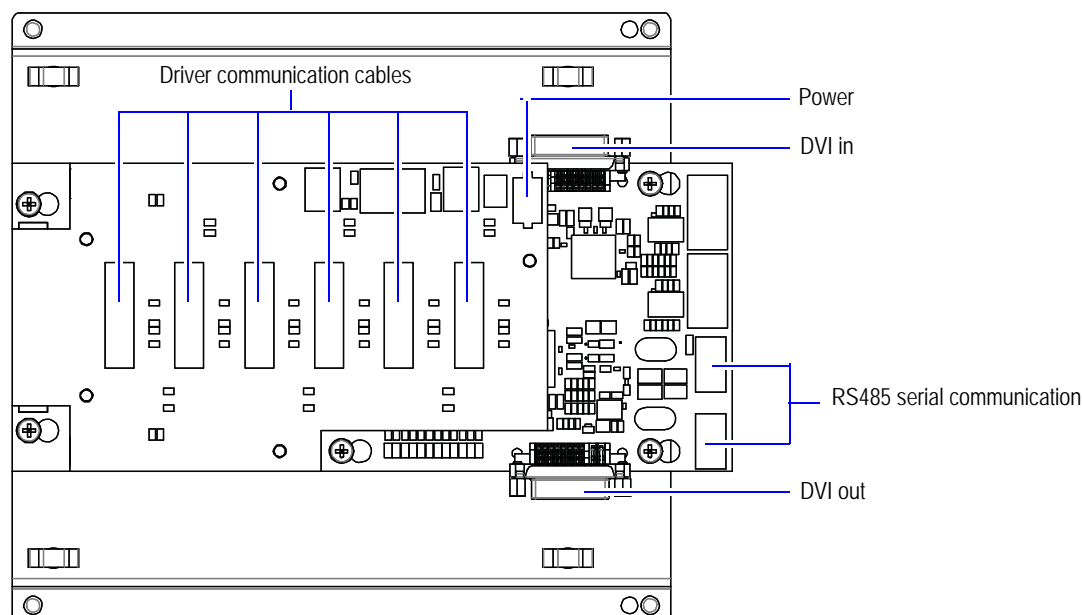 Driver communication cables
Power
DVI in
RS485 serial communication
DVI out